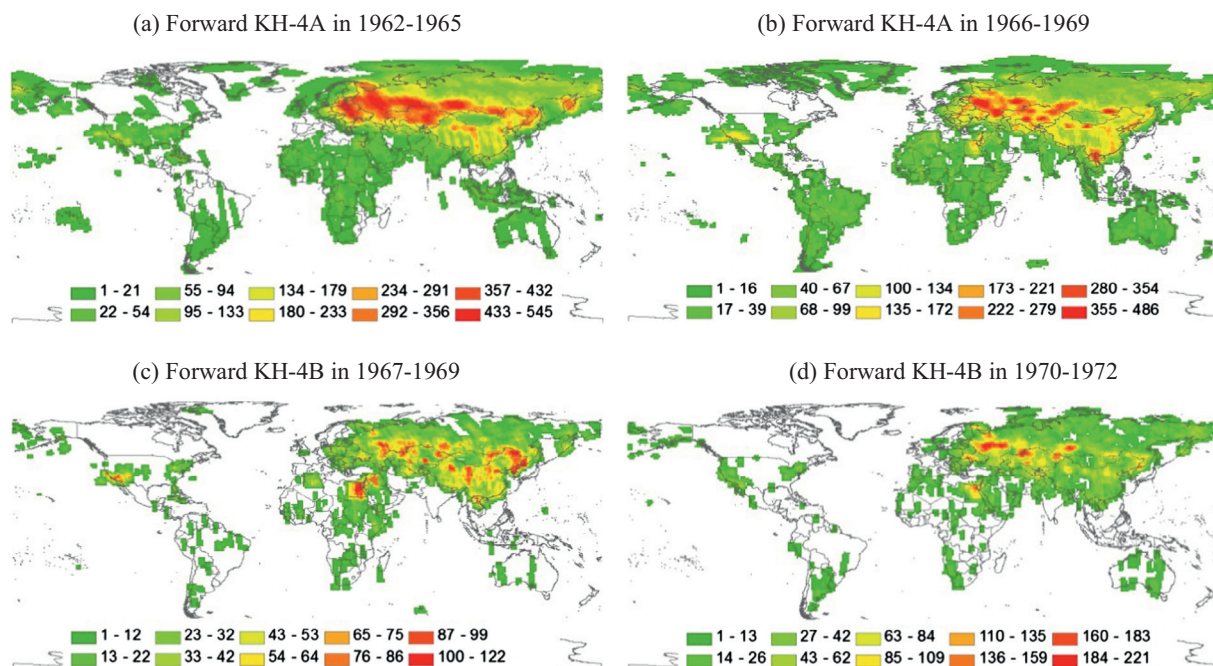 (a) Forward KH-4A in 1962-1965
(b) Forward KH-4A in 1966-1969
1 - 21 55 - 94 134 - 179 234 - 291 357 - 432
22 - 54 95 - 133 180 - 233 292 - 356 433 - 545
1 - 16 40 - 67 100 - 134 173 - 221 280 - 354
17 - 39 68 - 99 135 - 172 222 - 279 355 - 486
(c) Forward KH-4B in 1967-1969
(d) Forward KH-4B in 1970-1972
1 - 12 23 - 32 43 - 53 65 - 75 87 - 99
13 - 22 33 - 42 54 - 64 76 - 86 100 - 122
1 - 13 27 - 42 63 - 84 110 - 135 160 - 183
14 - 26 43 - 62 85 - 109 136 - 159 184 - 221